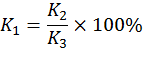 K₁ = K₂/K₃ × 100%